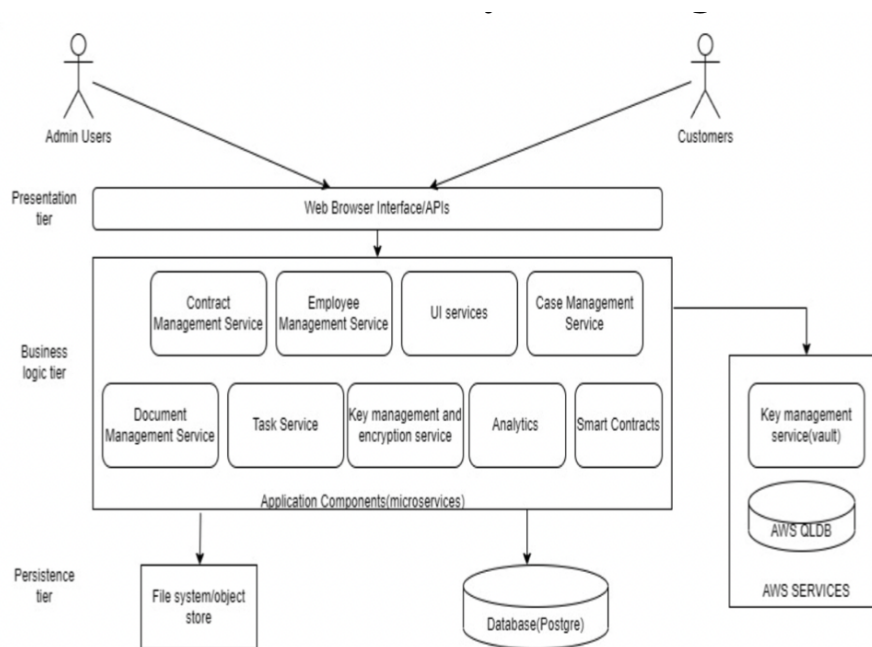 Admin Users
Customers
Presentation
tier
Web Browser Interface/APIs
Contract
Management Service
Employee
Management Service
UI services
Case Management
Service
Business
logic tier
Document
Management Service
Task Service
Key management and
encryption service
Analytics
Smart Contracts
Key management
service(vault)
Application Components(microservices)
AWS QLDB
Persistence
tier
File system/object
store
Database(Postgre)
AWS SERVICES